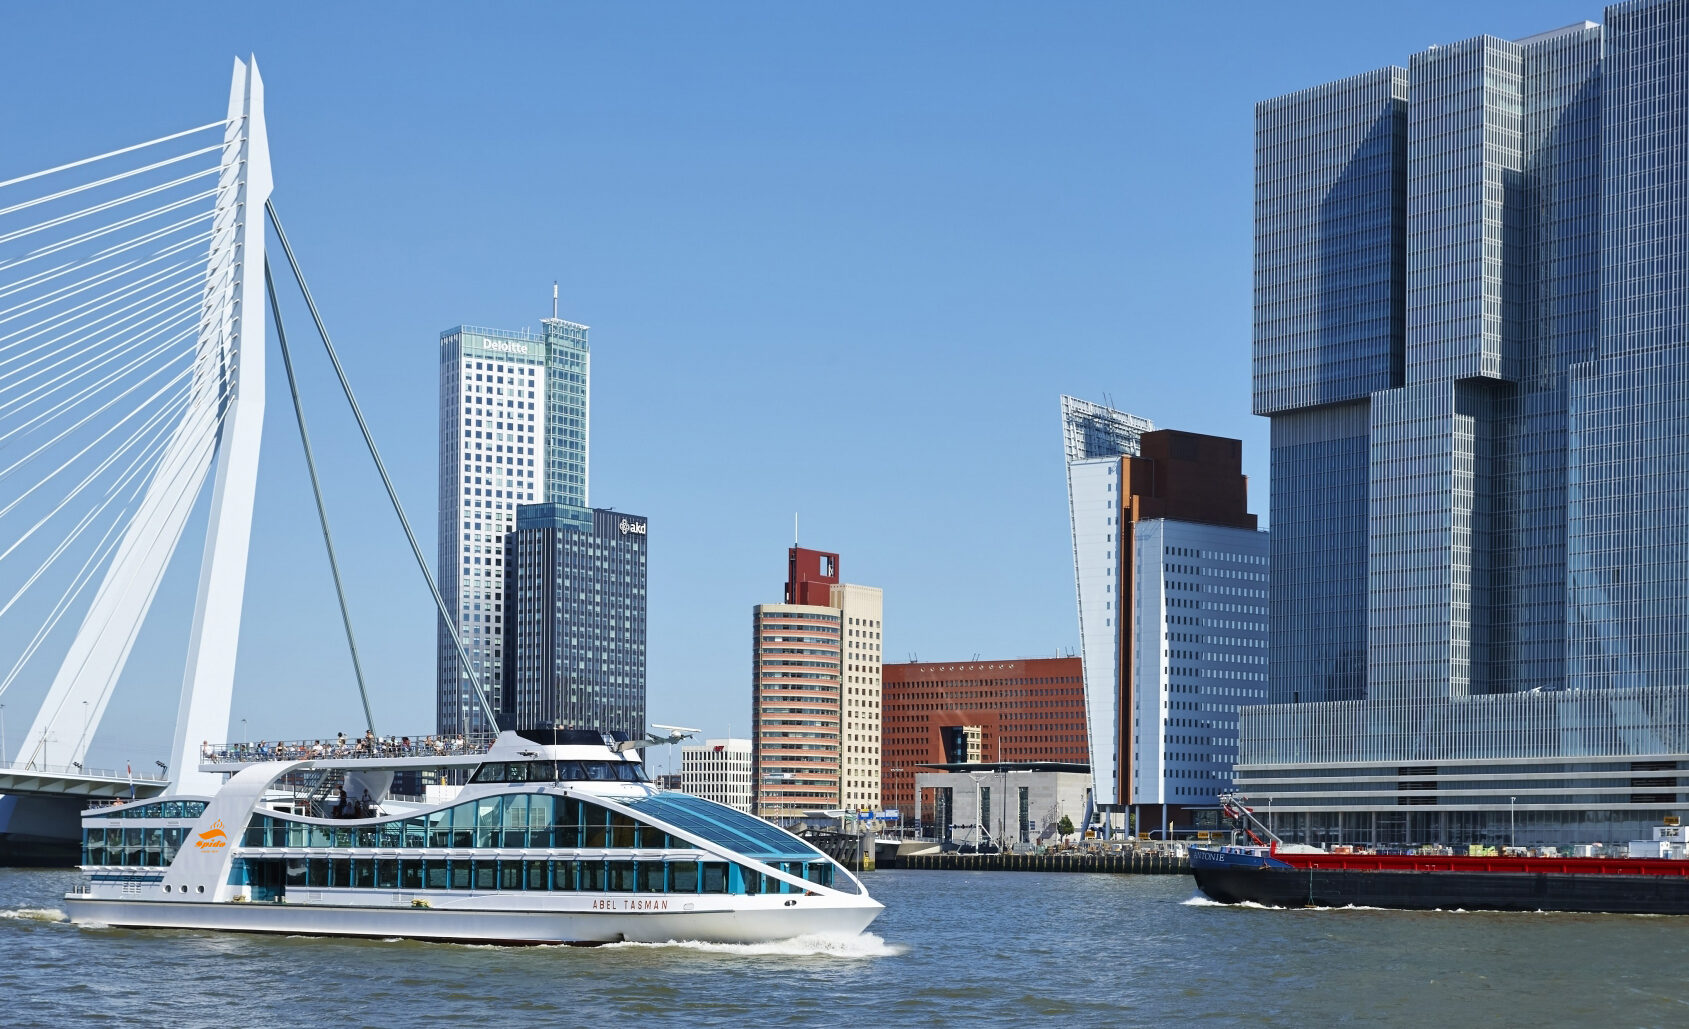 Deloitte
akd
Spido
ABEL TASMAN
ANTONIE